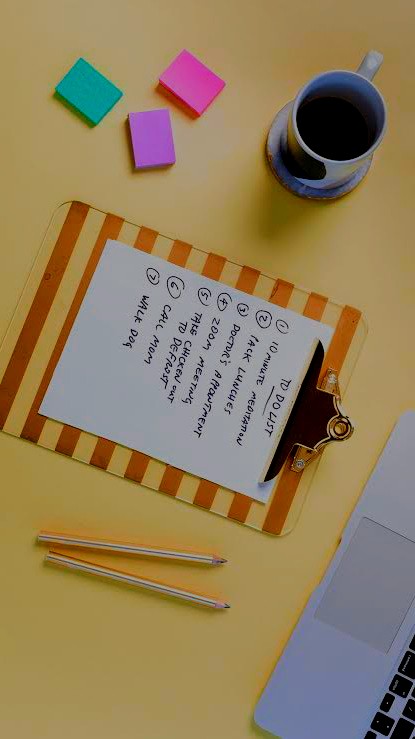 TO DO LIST
① 10 MINUTE MEDITATION
② PACK LUNCHES
③ DOCTOR'S APPOINTMENT
④ ZOOM MEETING
⑤ TAKE CHICKEN OUT
TO DEFROST
⑥ CALL MOM
⑦ WALK DOG